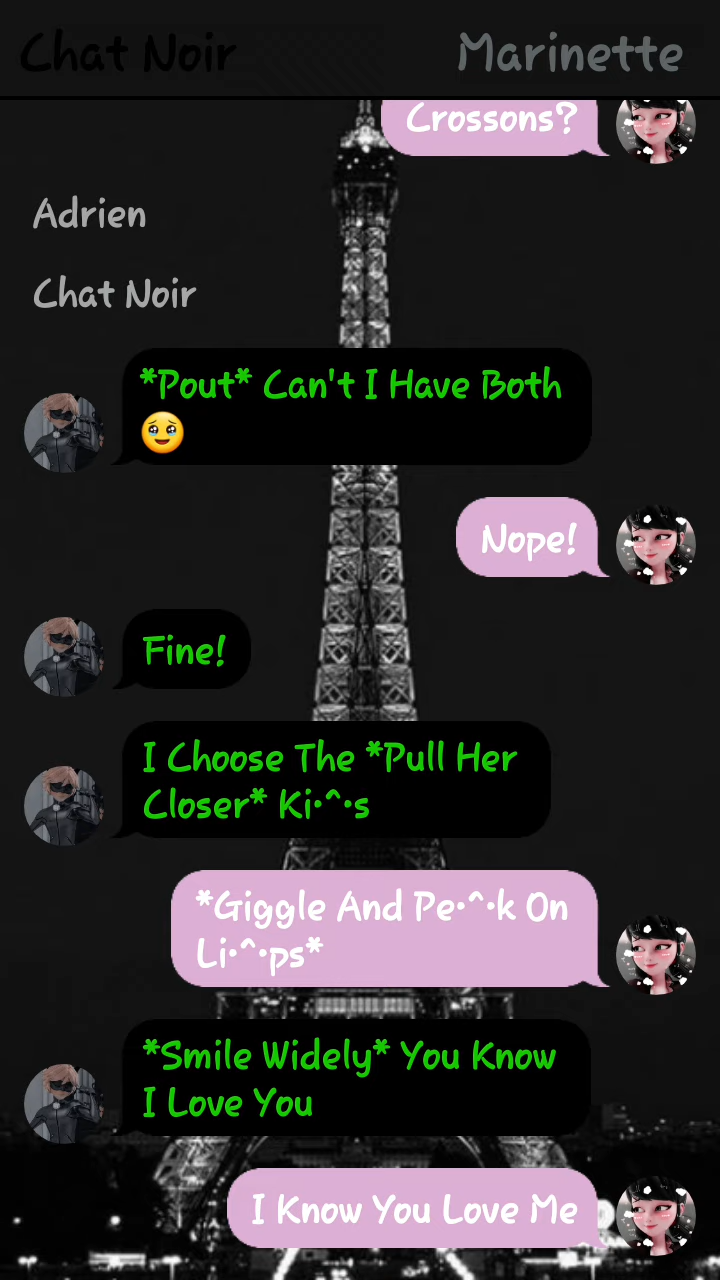 Chat Noir Marinette
Crossons?
Adrien
Chat Noir
*Pout* Can't I Have Both
🥹
Nope!
Fine!
I Choose The *Pull Her
Closer* Ki•^•s
*Giggle And Pe•^•k On
Li•^•ps*
*Smile Widely* You Know
I Love You
I Know You Love Me